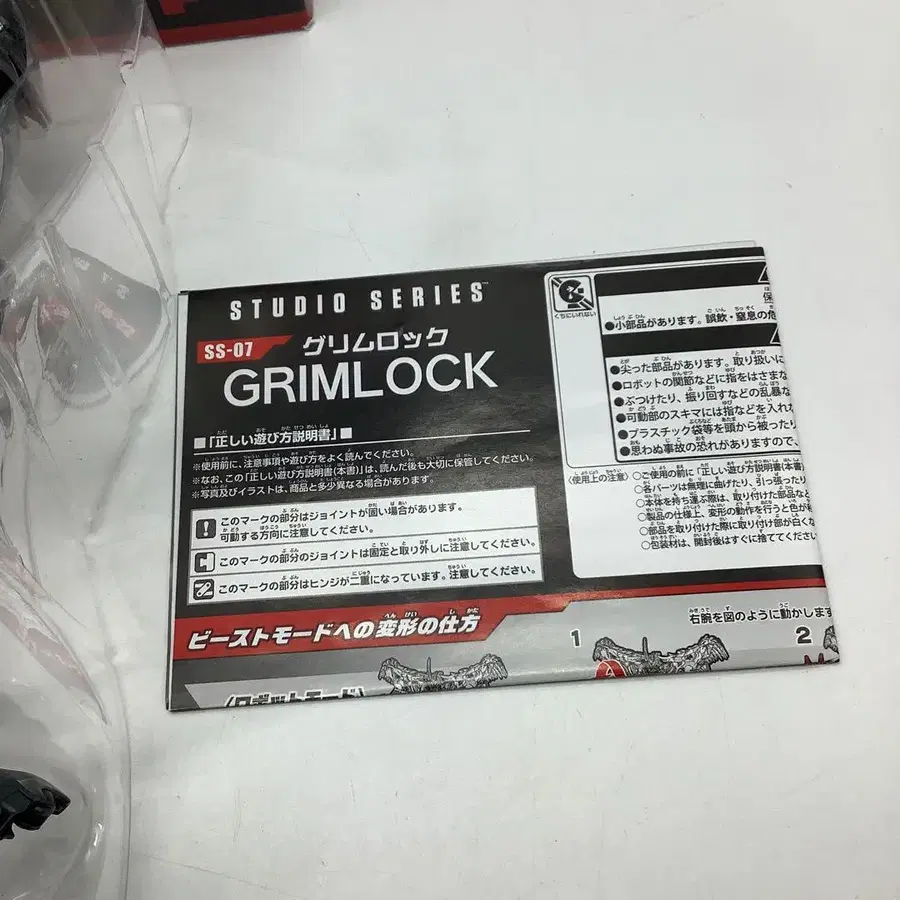 STUDIO SERIES
SS-07
グリムロック
GRIMLOCK
■「正しい遊び方説明書」■
※使用前に、注意事項や遊び方をよく読んでください。
※なお、この「正しい遊び方説明書(本書)」は、読んだ後も大切に保管してください。
※写真及びイラストは、商品と多少異なる場合があります。
このマークの部分はジョイントが固い場合があります。
可動する方向に注意してください。
このマークの部分のジョイントは固定と取り外しに注意してください。
このマークの部分はヒンジが二重になっています。注意してください。
くちにいれない
●小部品があります。誤飲・窒息の危
●尖った部品があります。取り扱いに
●ロボットの関節などに指をはさまな
●ぶつけたり、振り回すなどの乱暴な
●可動部のスキマには指などを入れな
●プラスチック袋等を頭から被ったり
●思わぬ事故の恐れがありますので、
〈使用上の注意〉
○ご使用の前に「正しい遊び方説明書(本書)
○各パーツは無理に曲げたり、引っ張ったり
○本体を持ち運ぶ際は、取り付けた部品など
○製品の仕様上、変形の動作を行うと色が
○部品を取り付けた際に取り付け部が白くな
○包装材は、開封後はすぐに捨ててください
ビーストモードへの変形の仕方
1
右腕を図のように動かします
2
〈ロボットモード〉
A